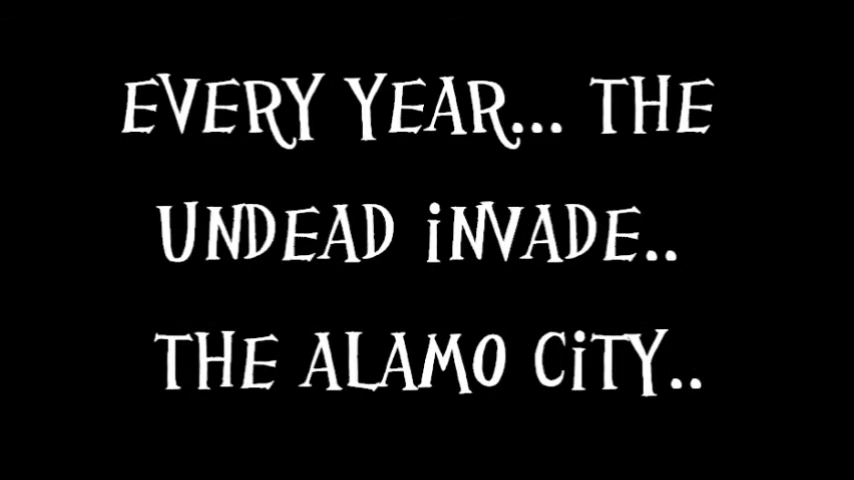 EVERY YEAR... THE
UNDEAD iNVADE..
THE ALAMO CiTY..